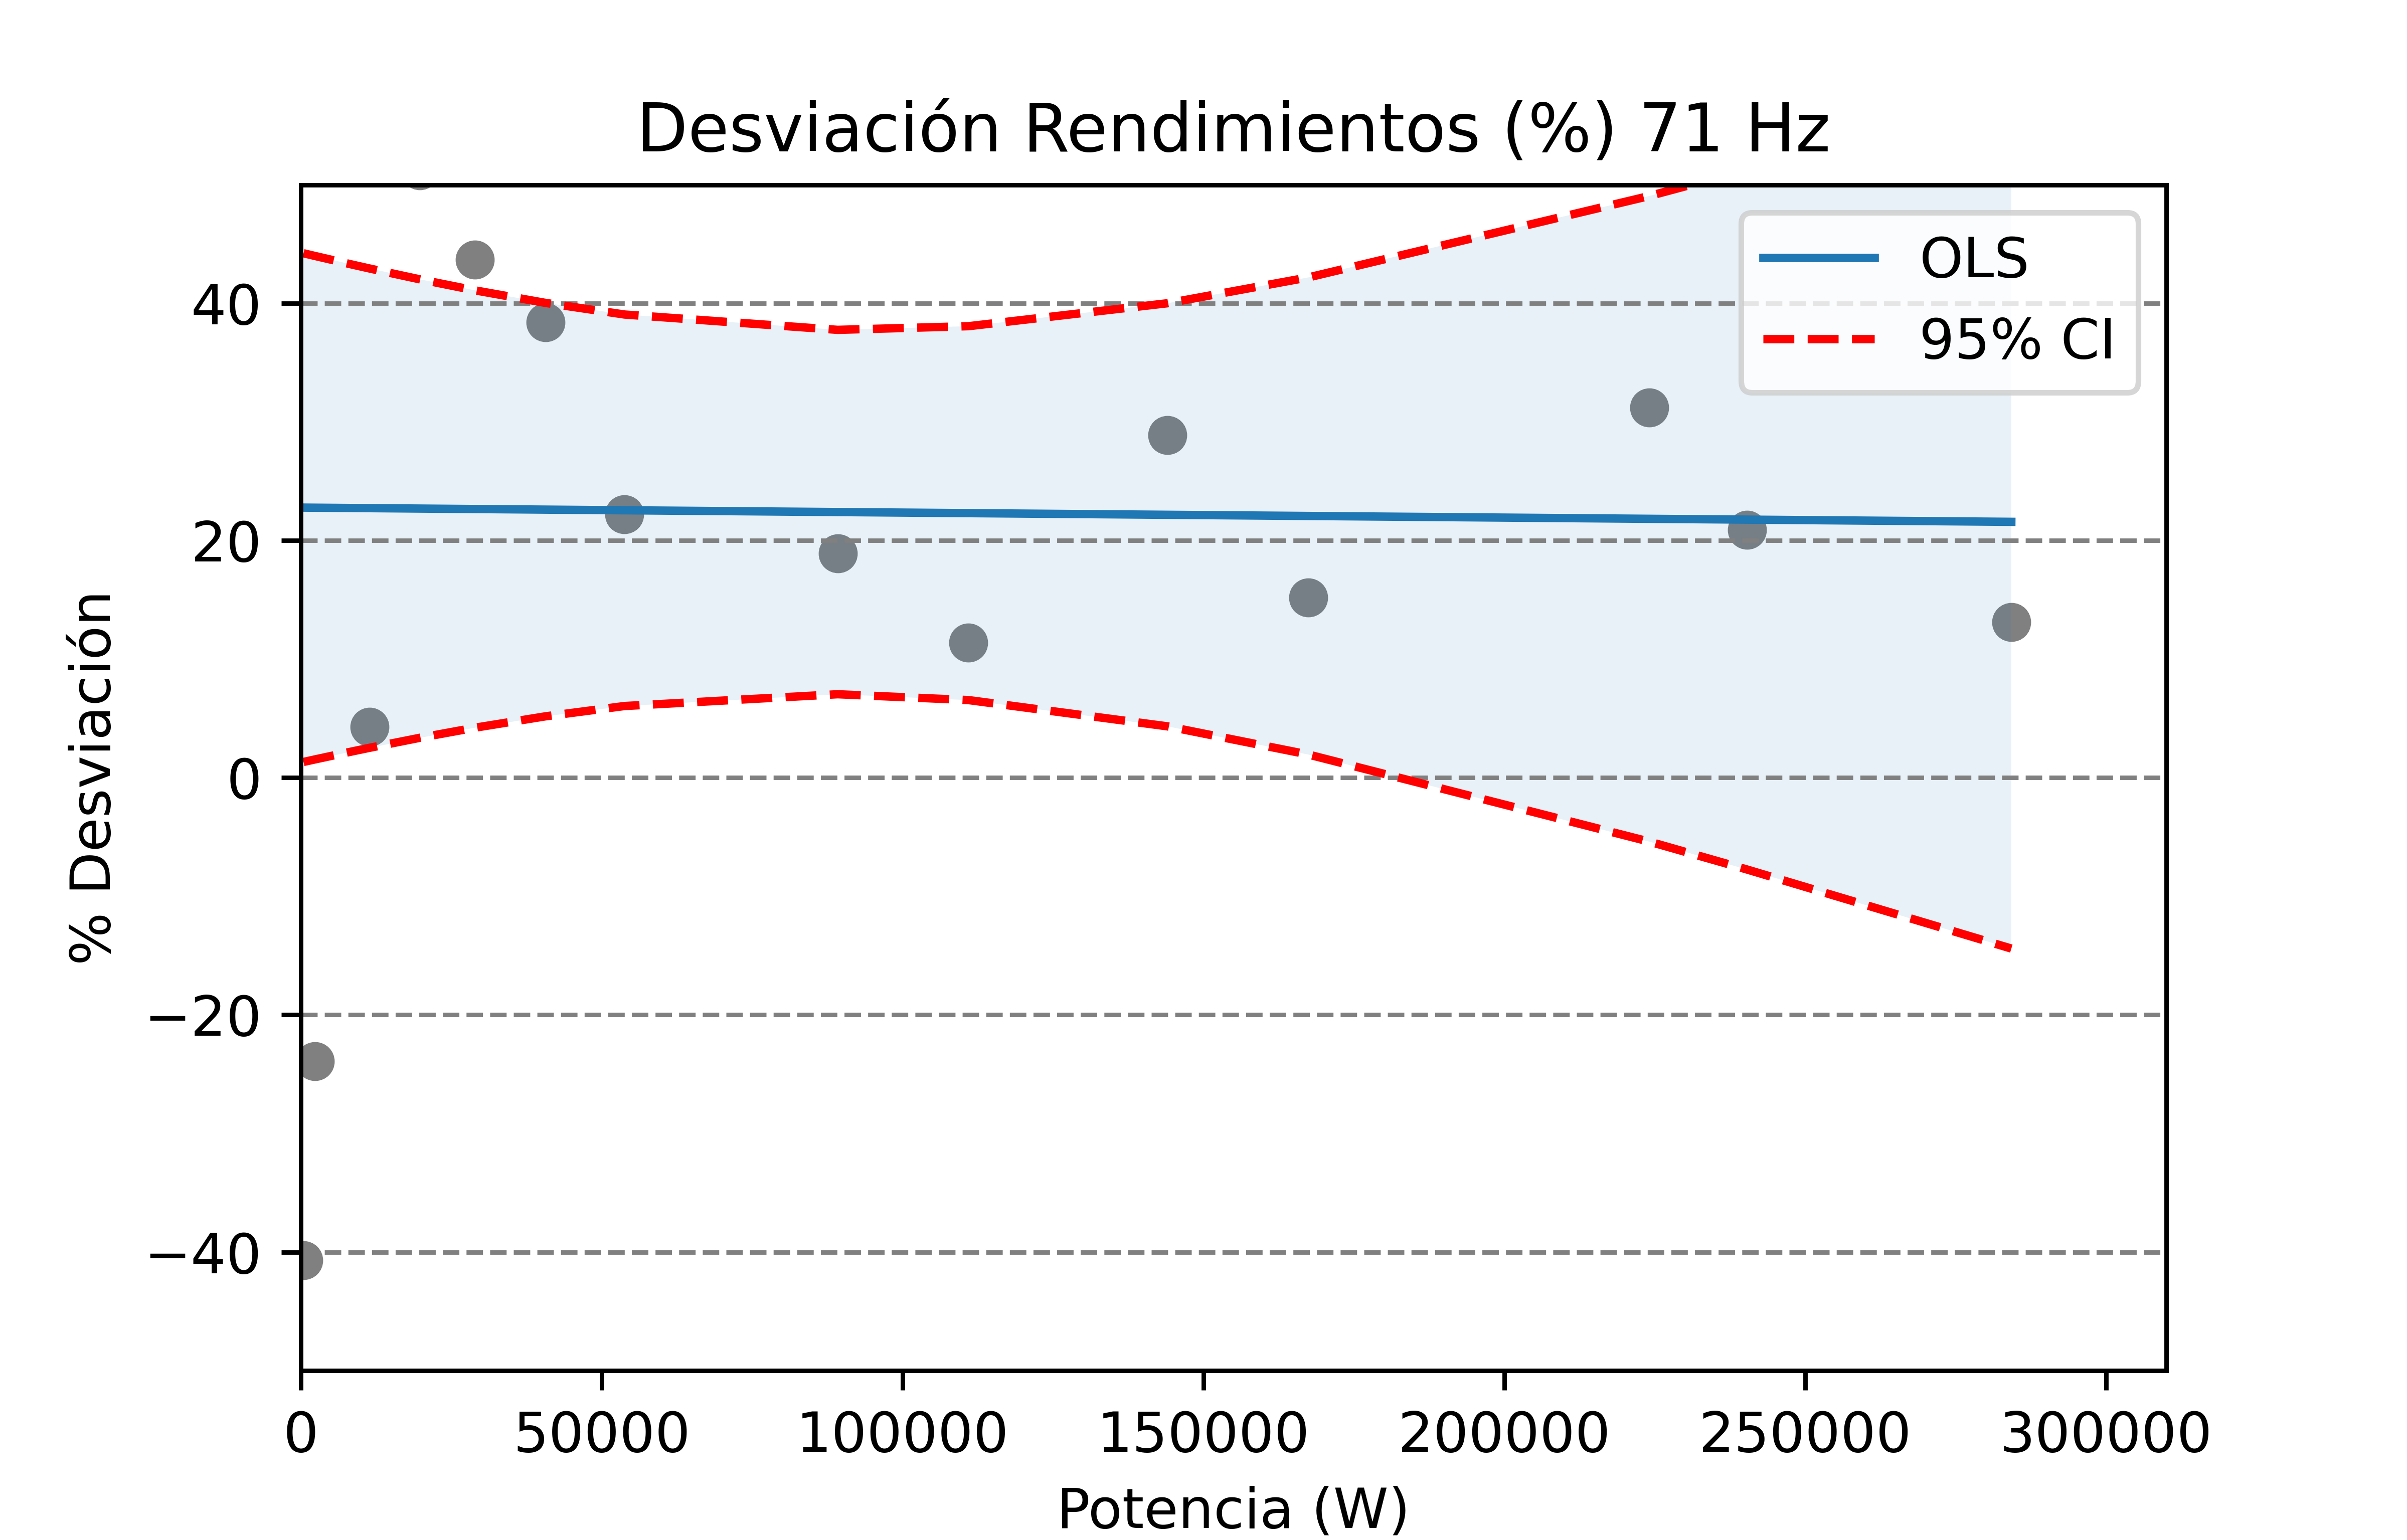 Desviación Rendimientos (%) 71 Hz
OLS
95% CI
% Desviación
40
20
0
−20
−40
0 50000 100000 150000 200000 250000 300000
Potencia (W)